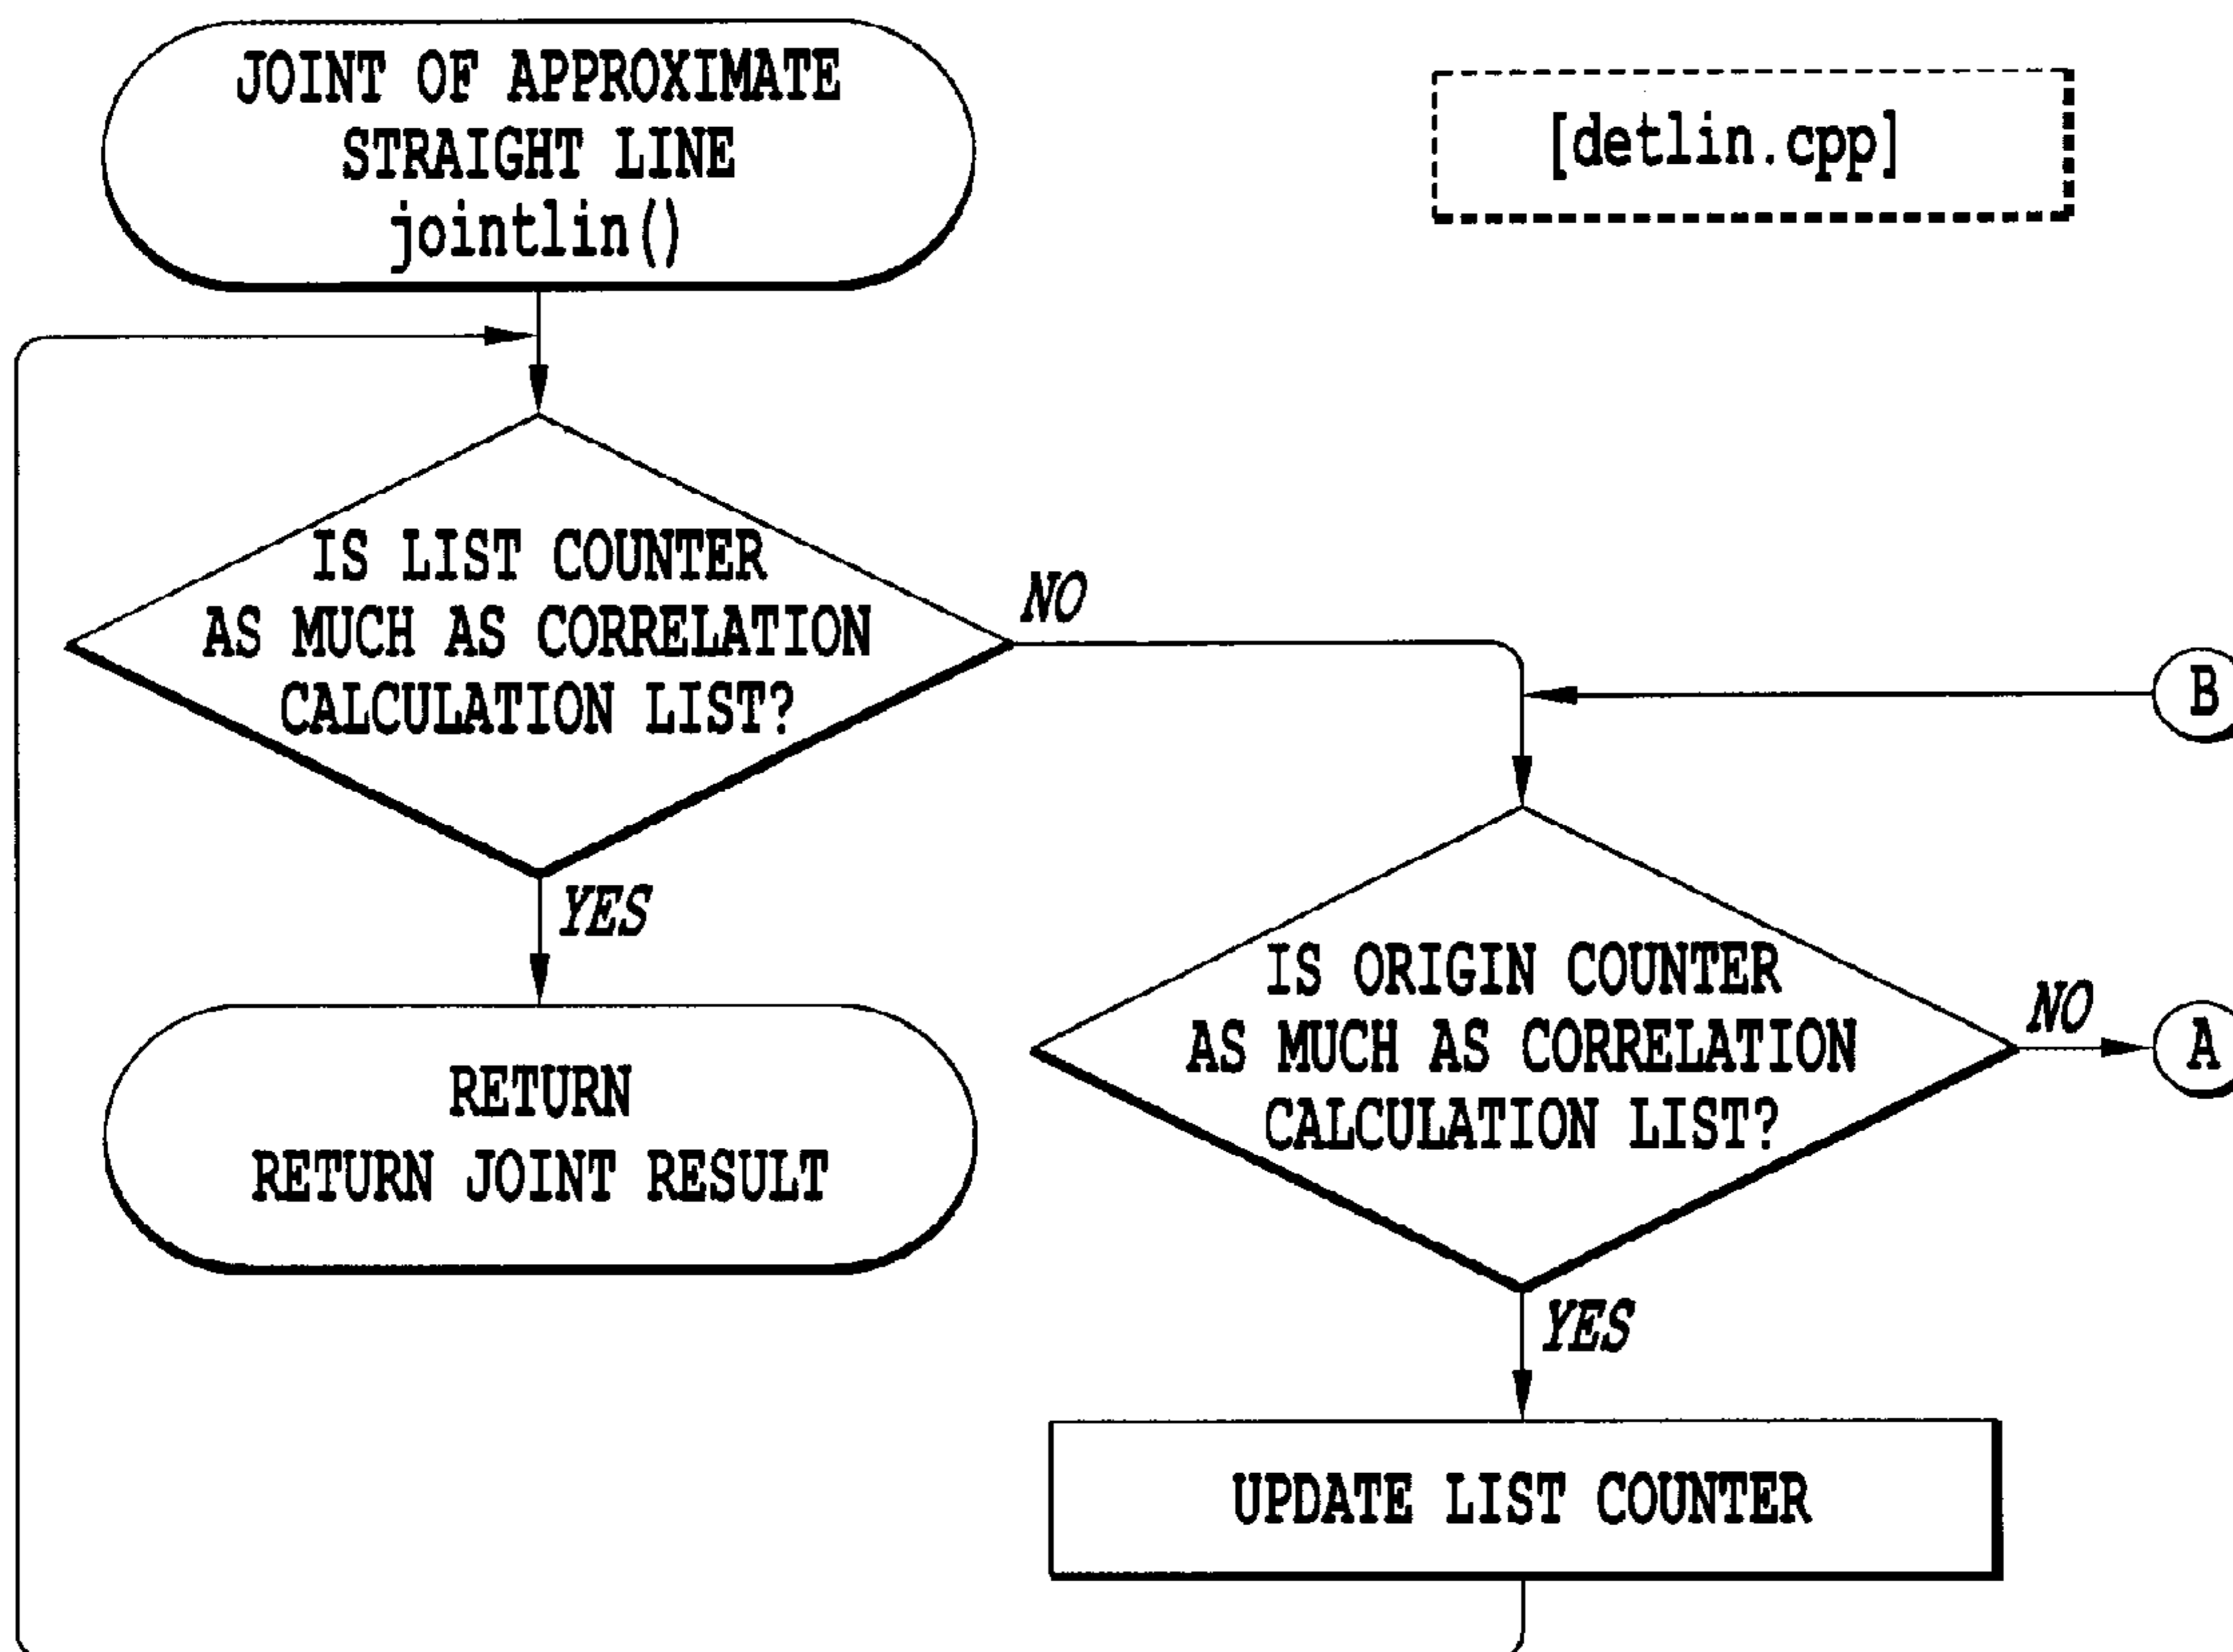 JOINT OF APPROXIMATE
STRAIGHT LINE
jointlin()
[detlin.cpp]
IS LIST COUNTER
AS MUCH AS CORRELATION
CALCULATION LIST?
NO
B
YES
IS ORIGIN COUNTER
AS MUCH AS CORRELATION
CALCULATION LIST?
NO
A
RETURN
RETURN JOINT RESULT
YES
UPDATE LIST COUNTER